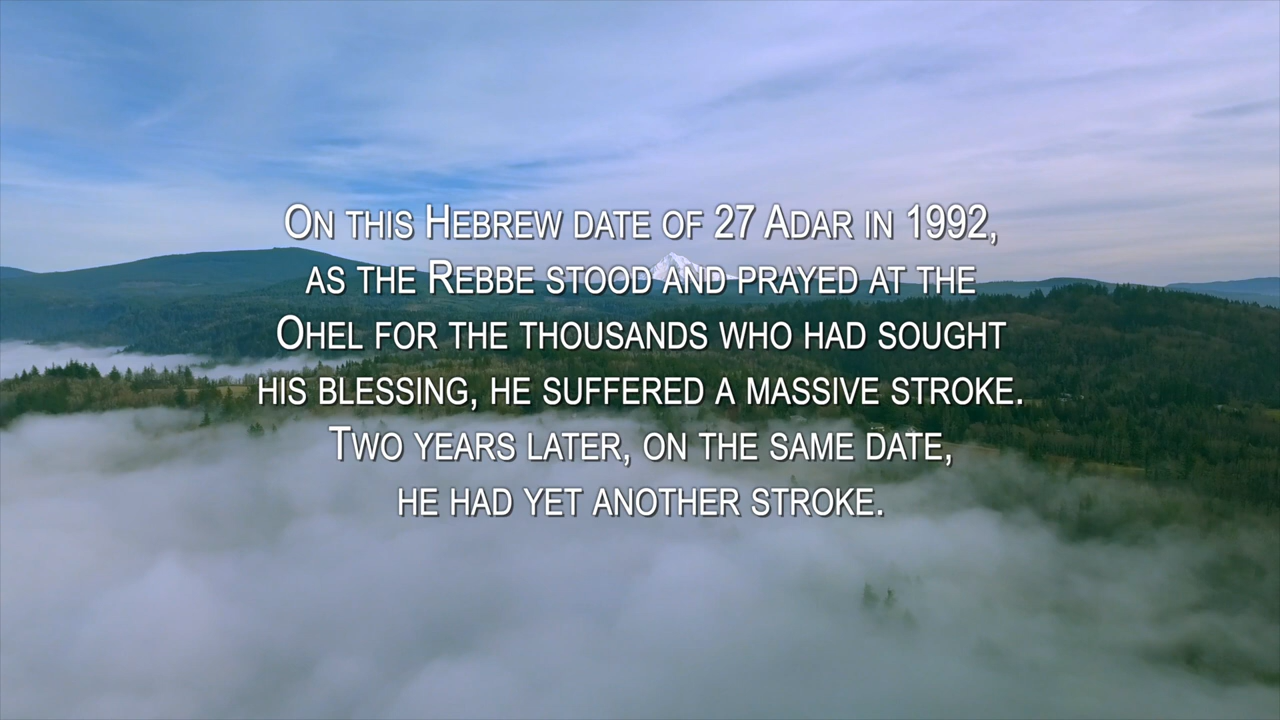 On this Hebrew date of 27 Adar in 1992,
as the Rebbe stood and prayed at the
Ohel for the thousands who had sought
his blessing, he suffered a massive stroke.
Two years later, on the same date,
he had yet another stroke.